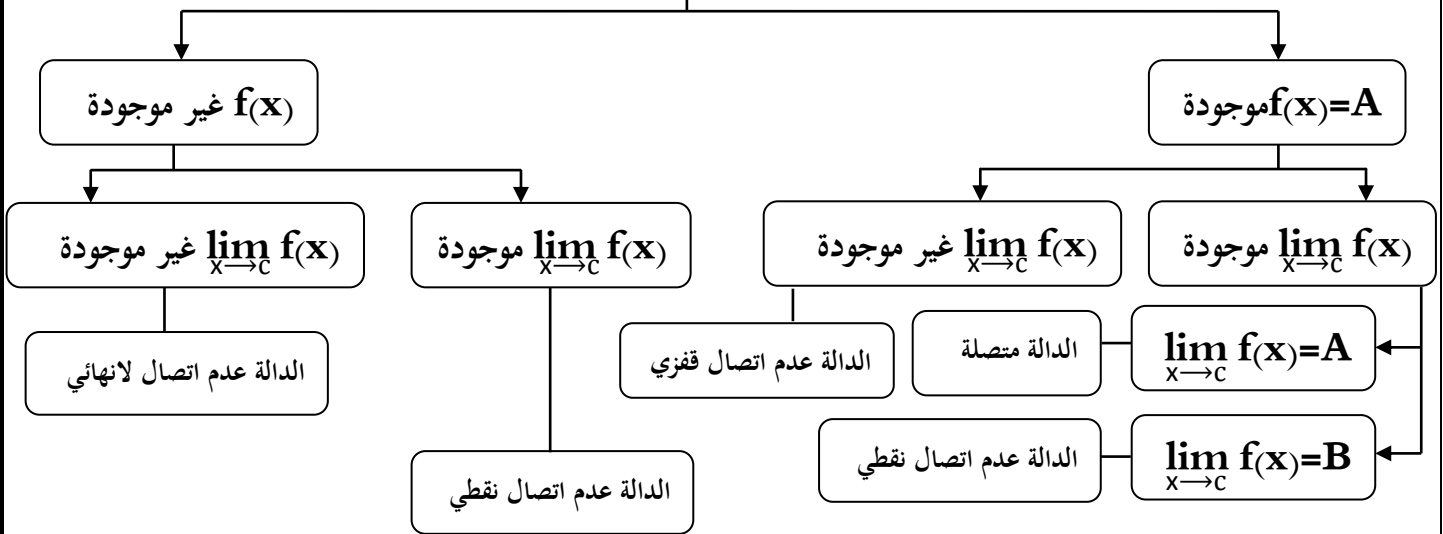 f(x)=A موجودة
f(x) غير موجودة
lim f(x) موجودة
x→c
lim f(x) غير موجودة
x→c
lim f(x) موجودة
x→c
lim f(x) غير موجودة
x→c
lim f(x)=A
x→c
الدالة متصلة
الدالة عدم اتصال قفزي
الدالة عدم اتصال لانهائي
lim f(x)=B
x→c
الدالة عدم اتصال نقطي
الدالة عدم اتصال نقطي